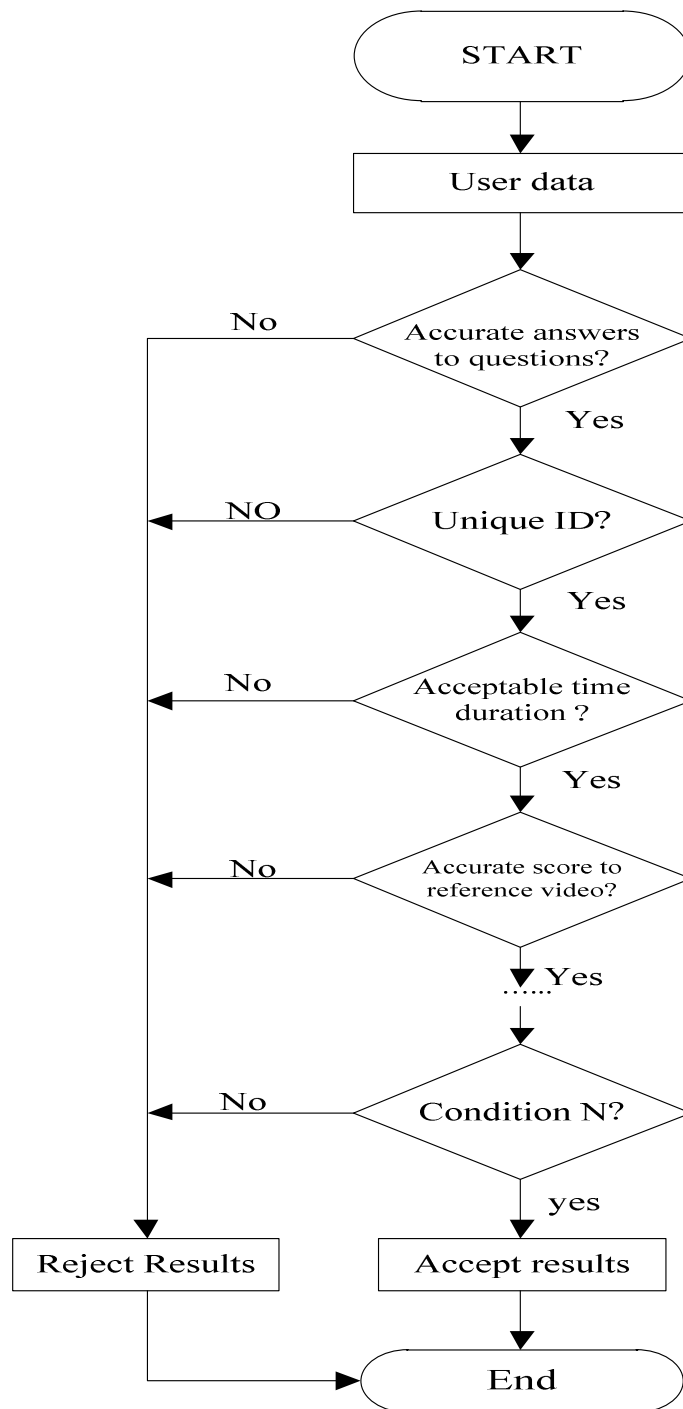 START
User data
No
Accurate answers
to questions?
Yes
NO
Unique ID?
Yes
No
Acceptable time
duration ?
Yes
No
Accurate score to
reference video?
Yes
......
No
Condition N?
yes
Reject Results
Accept results
End